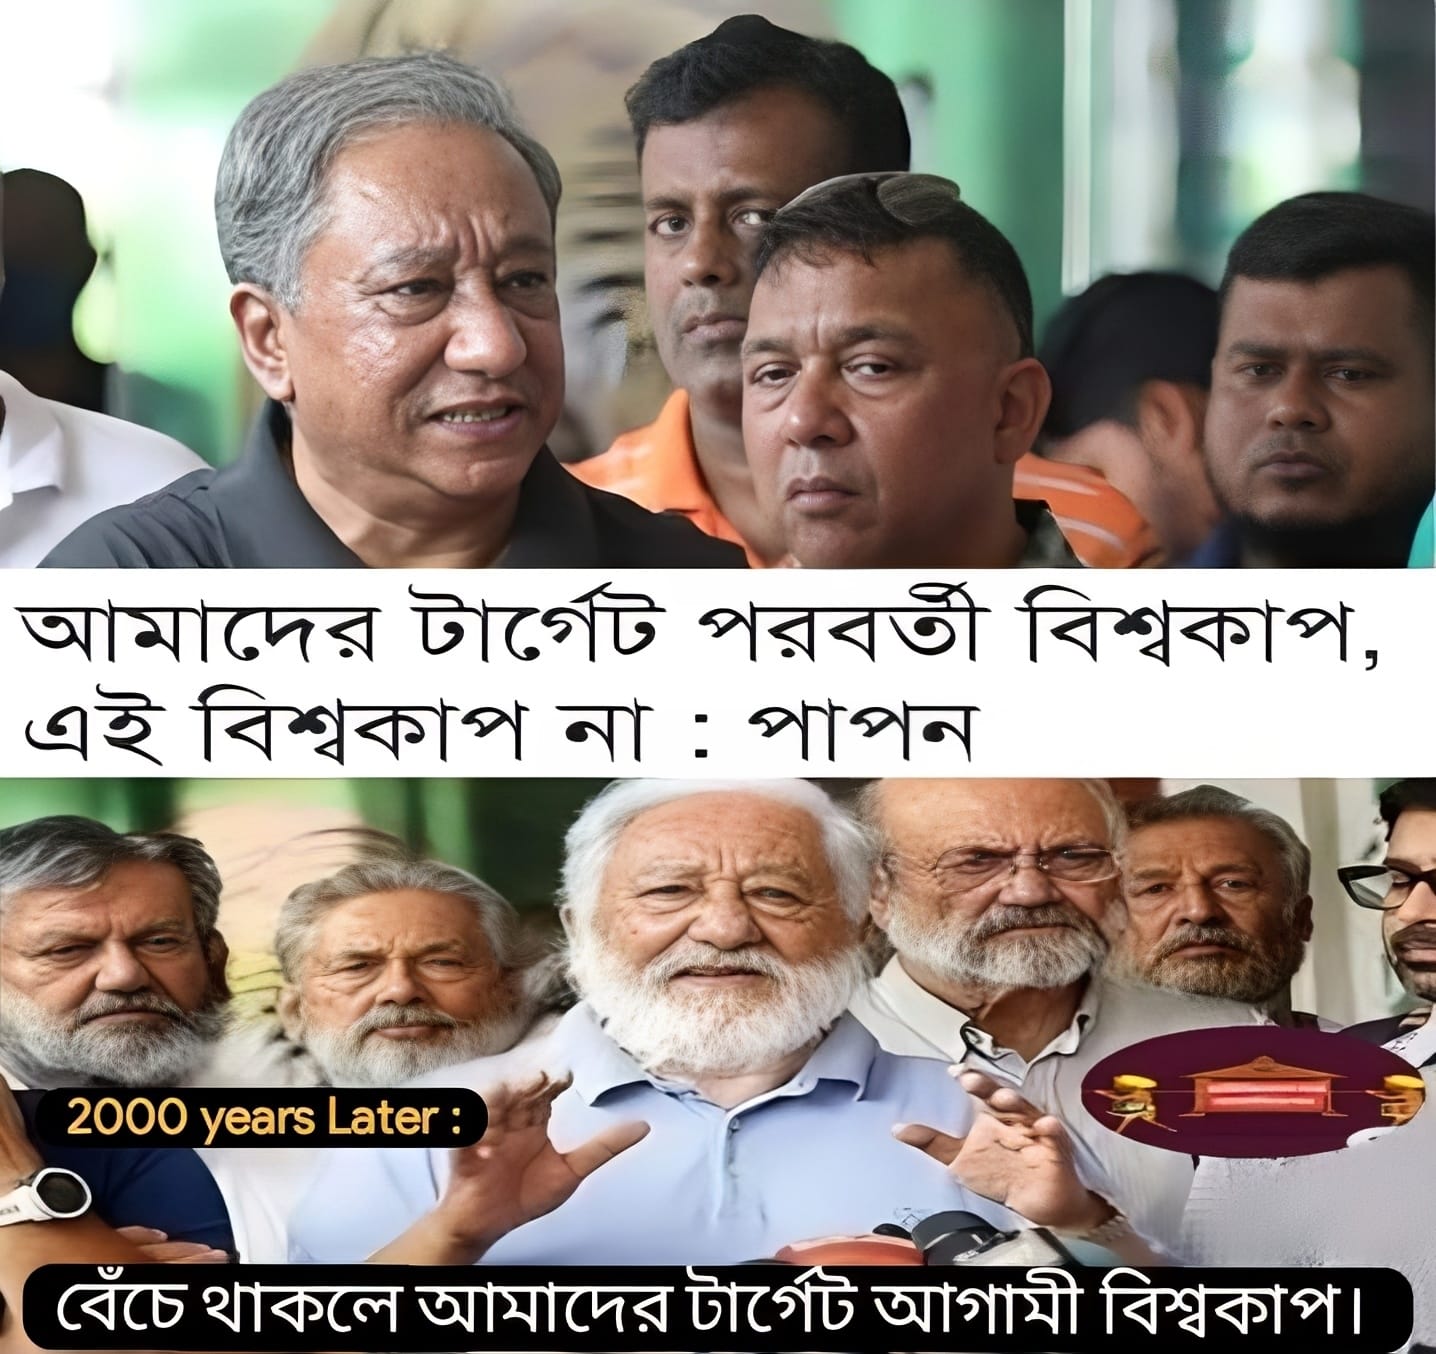 আমাদের টার্গেট পরবর্তী বিশ্বকাপ,
এই বিশ্বকাপ না : পাপন
2000 years Later :
বেঁচে থাকলে আমাদের টার্গেট আগামী বিশ্বকাপ।